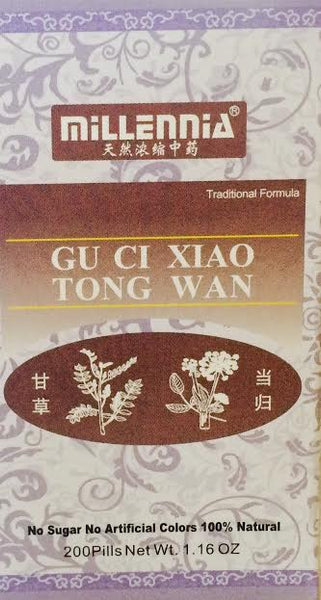 MILLENNIA®
天然浓缩中药
Traditional Formula
GU CI XIAO
TONG WAN
甘草
当归
No Sugar No Artificial Colors 100% Natural
200Pills Net Wt. 1.16 OZ